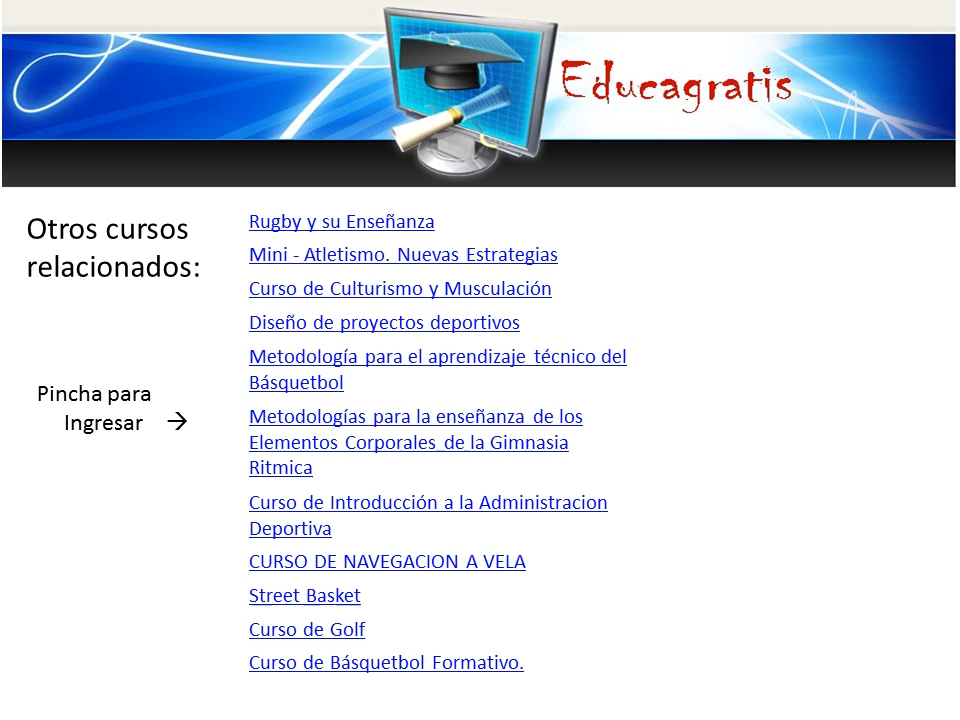 Educagratis
Otros cursos
relacionados:
Pincha para
Ingresar →
Rugby y su Enseñanza
Mini - Atletismo. Nuevas Estrategias
Curso de Culturismo y Musculación
Diseño de proyectos deportivos
Metodología para el aprendizaje técnico del
Básquetbol
Metodologías para la enseñanza de los
Elementos Corporales de la Gimnasia
Ritmica
Curso de Introducción a la Administracion
Deportiva
CURSO DE NAVEGACION A VELA
Street Basket
Curso de Golf
Curso de Básquetbol Formativo.